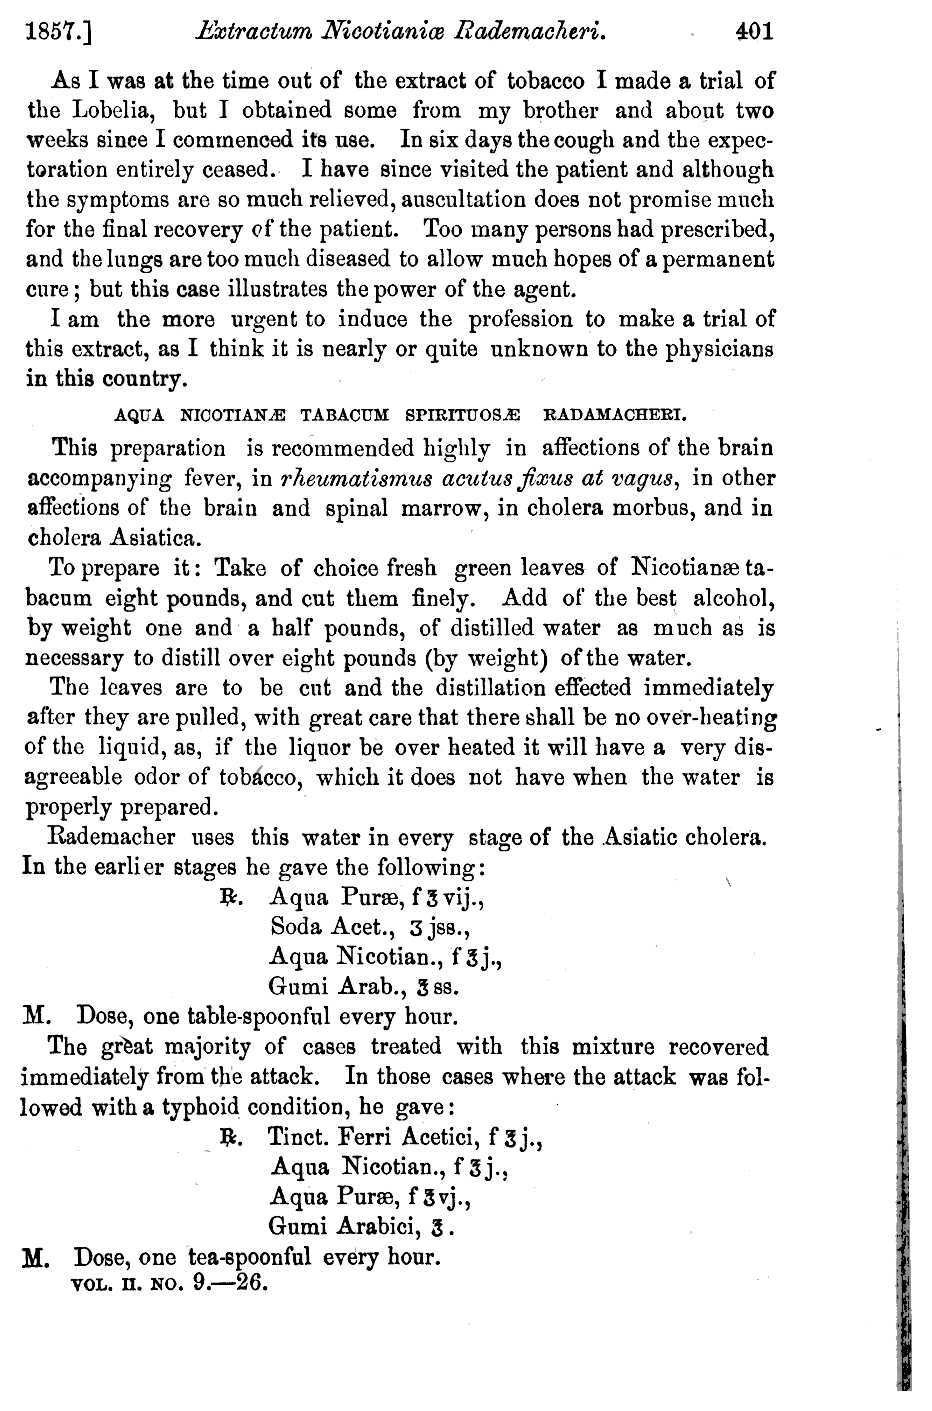 1857.] Extractum Nicotianiæ Rademacheri. 401
As I was at the time out of the extract of tobacco I made a trial of
the Lobelia, but I obtained some from my brother and about two
weeks since I commenced its use. In six days the cough and the expec-
toration entirely ceased. I have since visited the patient and although
the symptoms are so much relieved, auscultation does not promise much
for the final recovery of the patient. Too many persons had prescribed,
and the lungs are too much diseased to allow much hopes of a permanent
cure; but this case illustrates the power of the agent.
I am the more urgent to induce the profession to make a trial of
this extract, as I think it is nearly or quite unknown to the physicians
in this country.
AQUA NICOTIANÆ TABACUM SPIRITUOSÆ RADAMACHERI.
This preparation is recommended highly in affections of the brain
accompanying fever, in rheumatismus acutus fixus at vagus, in other
affections of the brain and spinal marrow, in cholera morbus, and in
cholera Asiatica.
To prepare it: Take of choice fresh green leaves of Nicotianæ ta-
bacum eight pounds, and cut them finely. Add of the best alcohol,
by weight one and a half pounds, of distilled water as much as is
necessary to distill over eight pounds (by weight) of the water.
The leaves are to be cut and the distillation effected immediately
after they are pulled, with great care that there shall be no over-heating
of the liquid, as, if the liquor be over heated it will have a very dis-
agreeable odor of tobacco, which it does not have when the water is
properly prepared.
Rademacher uses this water in every stage of the Asiatic cholera.
In the earlier stages he gave the following:
℞. Aqua Puræ, f ℥ vij.,
Soda Acet., ʒ jss.,
Aqua Nicotian., f ℥ j.,
Gumi Arab., ℥ ss.
M. Dose, one table-spoonful every hour.
The great majority of cases treated with this mixture recovered
immediately from the attack. In those cases where the attack was fol-
lowed with a typhoid condition, he gave:
℞. Tinct. Ferri Acetici, f ℥ j.,
Aqua Nicotian., f ℥ j.,
Aqua Puræ, f ℥ vj.,
Gumi Arabici, ℥.
M. Dose, one tea-spoonful every hour.
VOL. II. NO. 9.—26.